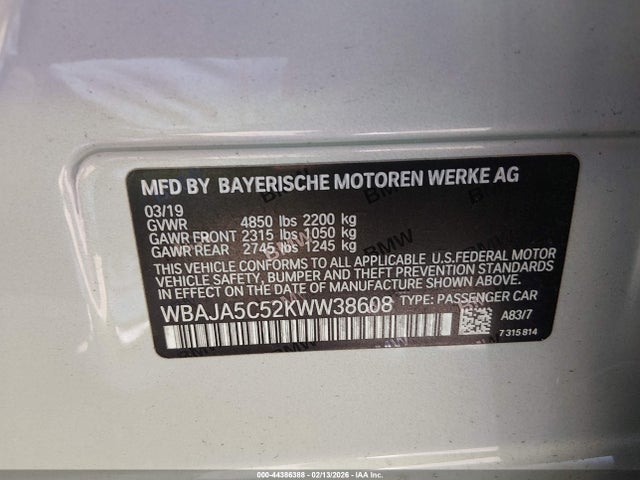 MFD BY BAYERISCHE MOTOREN WERKE AG
03/19
GVWR 4850 lbs 2200 kg
GAWR FRONT 2315 lbs 1050 kg
GAWR REAR 2745 lbs 1245 kg
THIS VEHICLE CONFORMS TO ALL APPLICABLE U.S.FEDERAL MOTOR
VEHICLE SAFETY, BUMPER AND THEFT PREVENTION STANDARDS
IN EFFECT ON THE DATE OF MANUFACTURE SHOWN ABOVE.
WBAJA5C52KWW38608 TYPE: PASSENGER CAR
A83/7
7 315 814
000-44386388 - 02/13/2026 - IAA Inc.